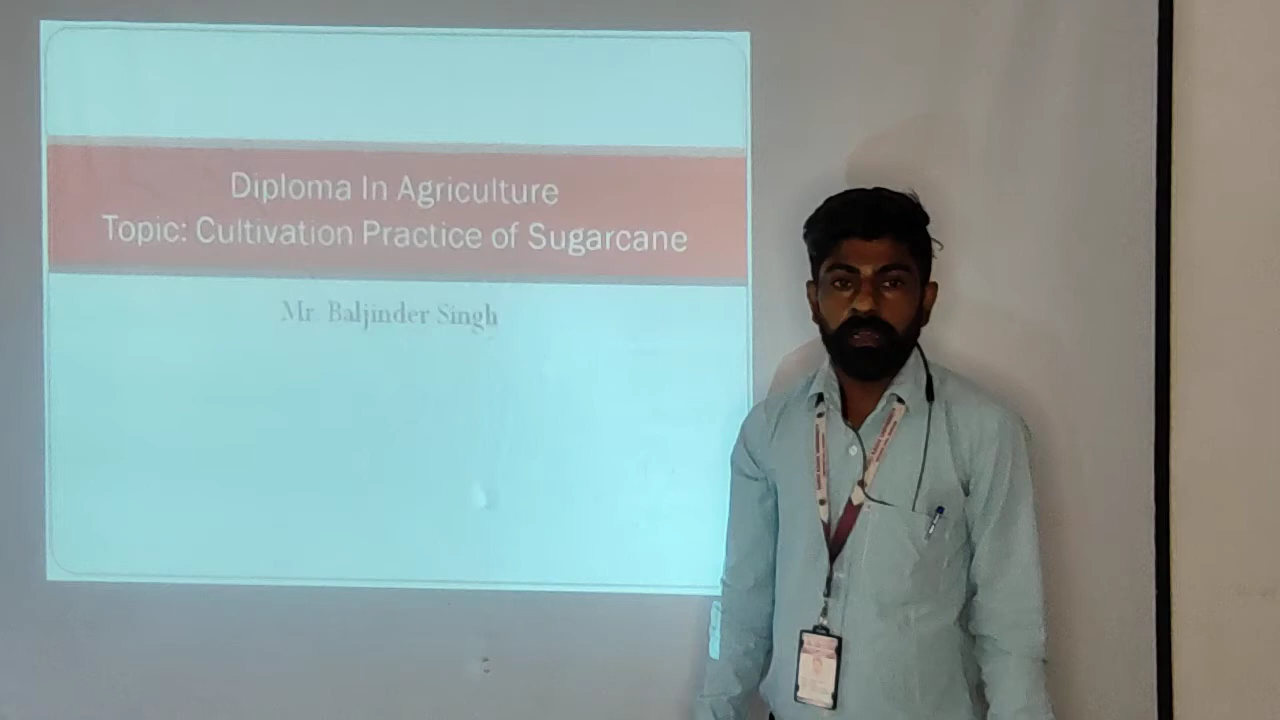 Diploma In Agriculture
Topic: Cultivation Practice of Sugarcane
Mr. Baljinder Singh